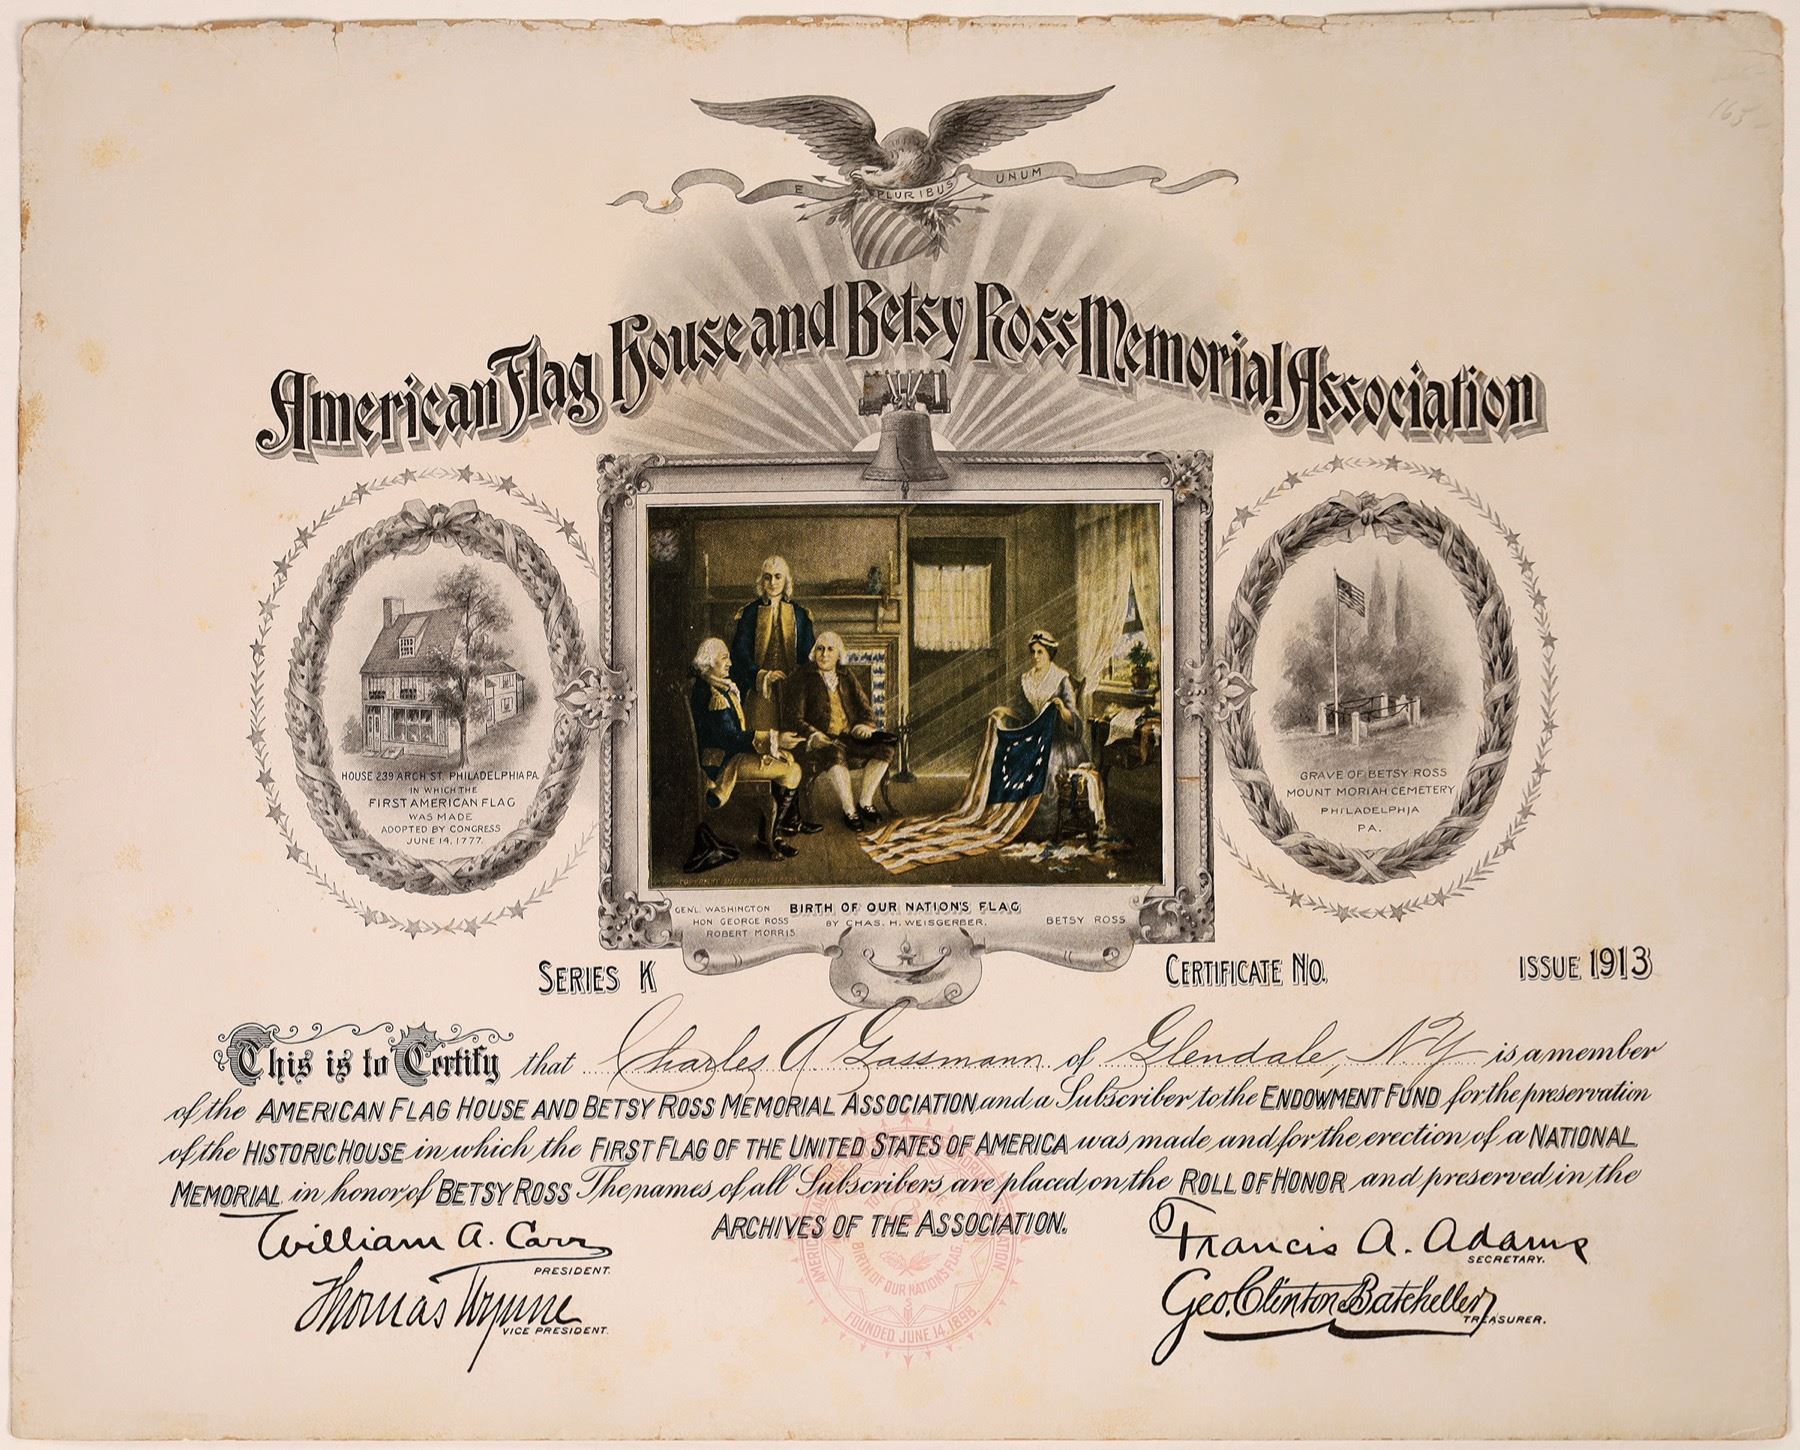 165-
E PLURIBUS UNUM
American Flag House and Betsy Ross Memorial Association
HOUSE 239 ARCH ST. PHILADELPHIA PA.
IN WHICH THE
FIRST AMERICAN FLAG
WAS MADE
ADOPTED BY CONGRESS
JUNE 14, 1777.
GRAVE OF BETSY ROSS
MOUNT MORIAH CEMETERY
PHILADELPHIA
PA.
GENL. WASHINGTON
HON GEORGE ROSS
ROBERT MORRIS
BIRTH OF OUR NATION'S FLAG
BY CHAS. H. WEISGERBER.
BETSY ROSS
SERIES K
CERTIFICATE NO.
ISSUE 1913
This is to Certify that Charles A. Gassmann of Glendale, N.Y. is a member
of the AMERICAN FLAG HOUSE AND BETSY ROSS MEMORIAL ASSOCIATION and a Subscriber to the ENDOWMENT FUND for the preservation
of the HISTORIC HOUSE in which the FIRST FLAG OF THE UNITED STATES OF AMERICA was made and for the erection of a NATIONAL
MEMORIAL in honor of BETSY ROSS The names of all Subscribers are placed on the ROLL OF HONOR and preserved in the
ARCHIVES OF THE ASSOCIATION.
William A. Carr
PRESIDENT.
Thomas Wynne
VICE PRESIDENT.
Francis A. Adams
SECRETARY.
Geo. Clinton Batcheller
TREASURER.
BIRTH OF OUR NATION'S FLAG
FOUNDED JUNE 14, 1898.